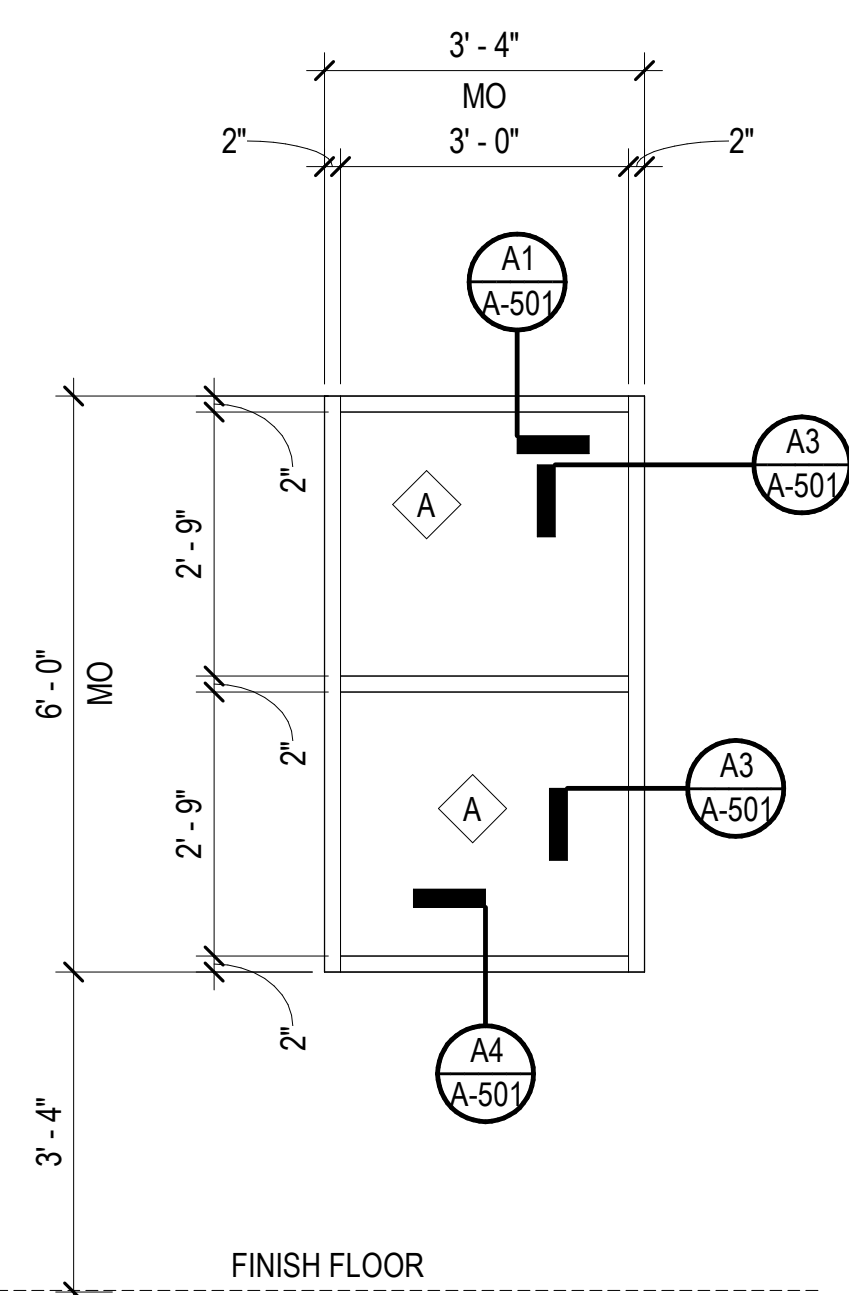 3' - 4"
MO
2"
3' - 0"
2"
A1
A-501
A3
A-501
A
2"
2' - 9"
6' - 0"
MO
2"
A3
A-501
A
2' - 9"
2"
A4
A-501
3' - 4"
FINISH FLOOR